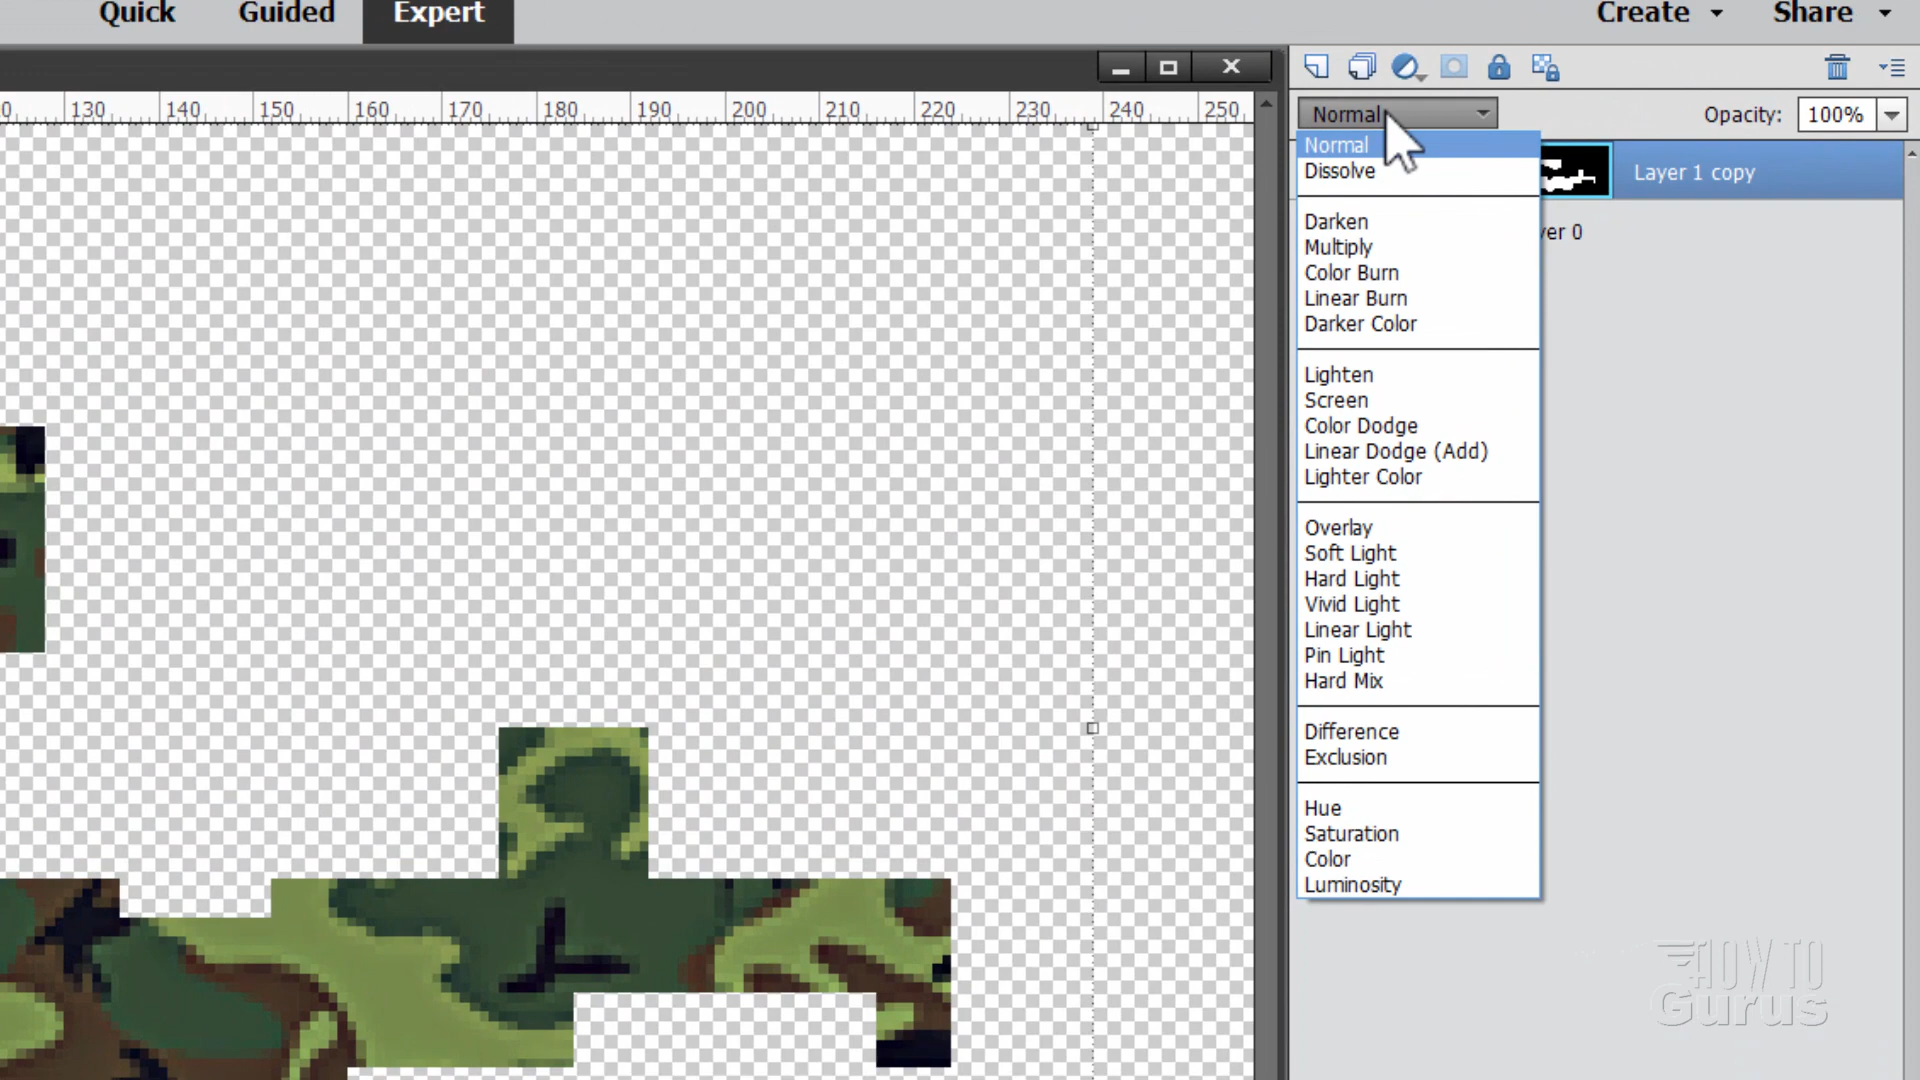 Quick Guided Expert Create Share
130 140 150 160 170 180 190 200 210 220 230 240 250
Normal Opacity: 100%
Normal
Dissolve
Layer 1 copy
Darken
Multiply
Color Burn
Linear Burn
Darker Color
Lighten
Screen
Color Dodge
Linear Dodge (Add)
Lighter Color
Overlay
Soft Light
Hard Light
Vivid Light
Linear Light
Pin Light
Hard Mix
Difference
Exclusion
Hue
Saturation
Color
Luminosity
HOW TO
Gurus